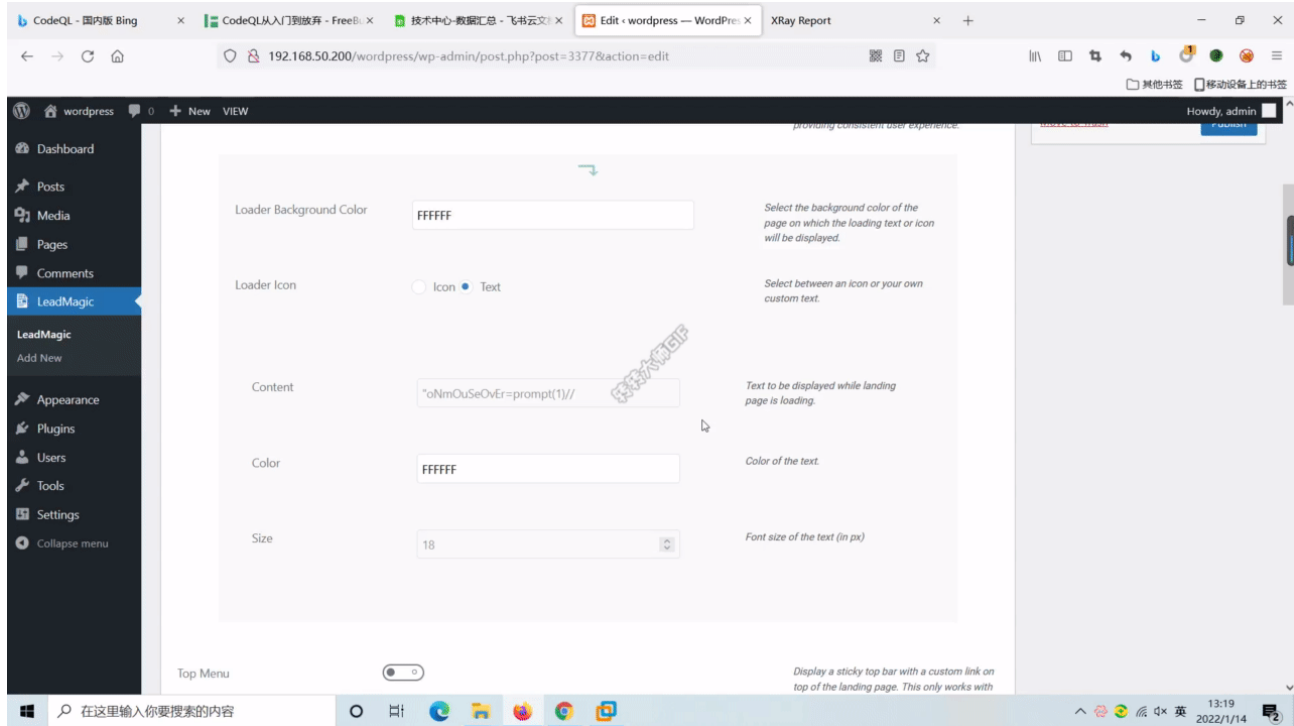 CodeQL - 国内版 Bing
CodeQL从入门到放弃 - FreeBu
技术中心-数据汇总 - 飞书云文
Edit ‹ wordpress — WordPres
XRay Report
192.168.50.200/wordpress/wp-admin/post.php?post=3377&action=edit
其他书签
移动设备上的书签
wordpress
0
New
VIEW
Howdy, admin
providing consistent user experience.
Move to Trash
Publish
Dashboard
Posts
Media
Pages
Comments
LeadMagic
LeadMagic
Add New
Appearance
Plugins
Users
Tools
Settings
Collapse menu
Loader Background Color
FFFFFF
Select the background color of the
page on which the loading text or icon
will be displayed.
Loader Icon
Icon
Text
Select between an icon or your own
custom text.
Content
"oNmOuSeOvEr=prompt(1)//
Text to be displayed while landing
page is loading.
Color
FFFFFF
Color of the text.
Size
18
Font size of the text (in px)
Top Menu
Display a sticky top bar with a custom link on
top of the landing page. This only works with
在这里输入你要搜索的内容
英
13:19
2022/1/14
2